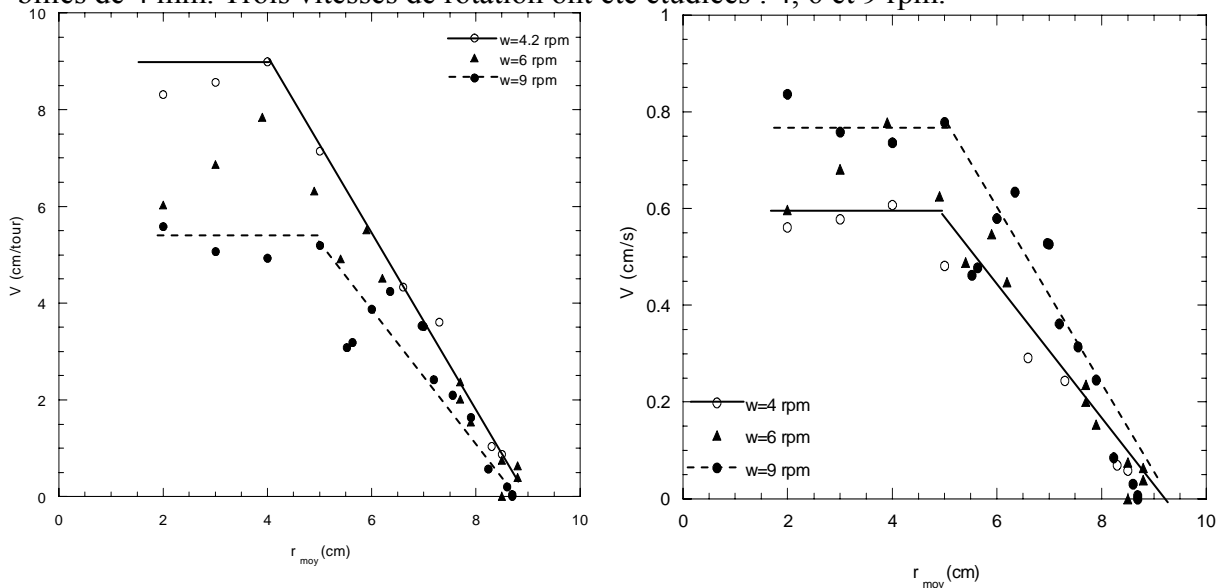 billes de 4 mm. Trois vitesses de rotation ont été étudiées : 4, 6 et 9 rpm.
w=4.2 rpm
w=6 rpm
w=9 rpm
V (cm/tour)
10
8
6
4
2
0
0 2 4 6 8 10
r moy (cm)
1
0.8
0.6
0.4
0.2
0
V (cm/s)
w=4 rpm
w=6 rpm
w=9 rpm
0 2 4 6 8 10
r moy (cm)